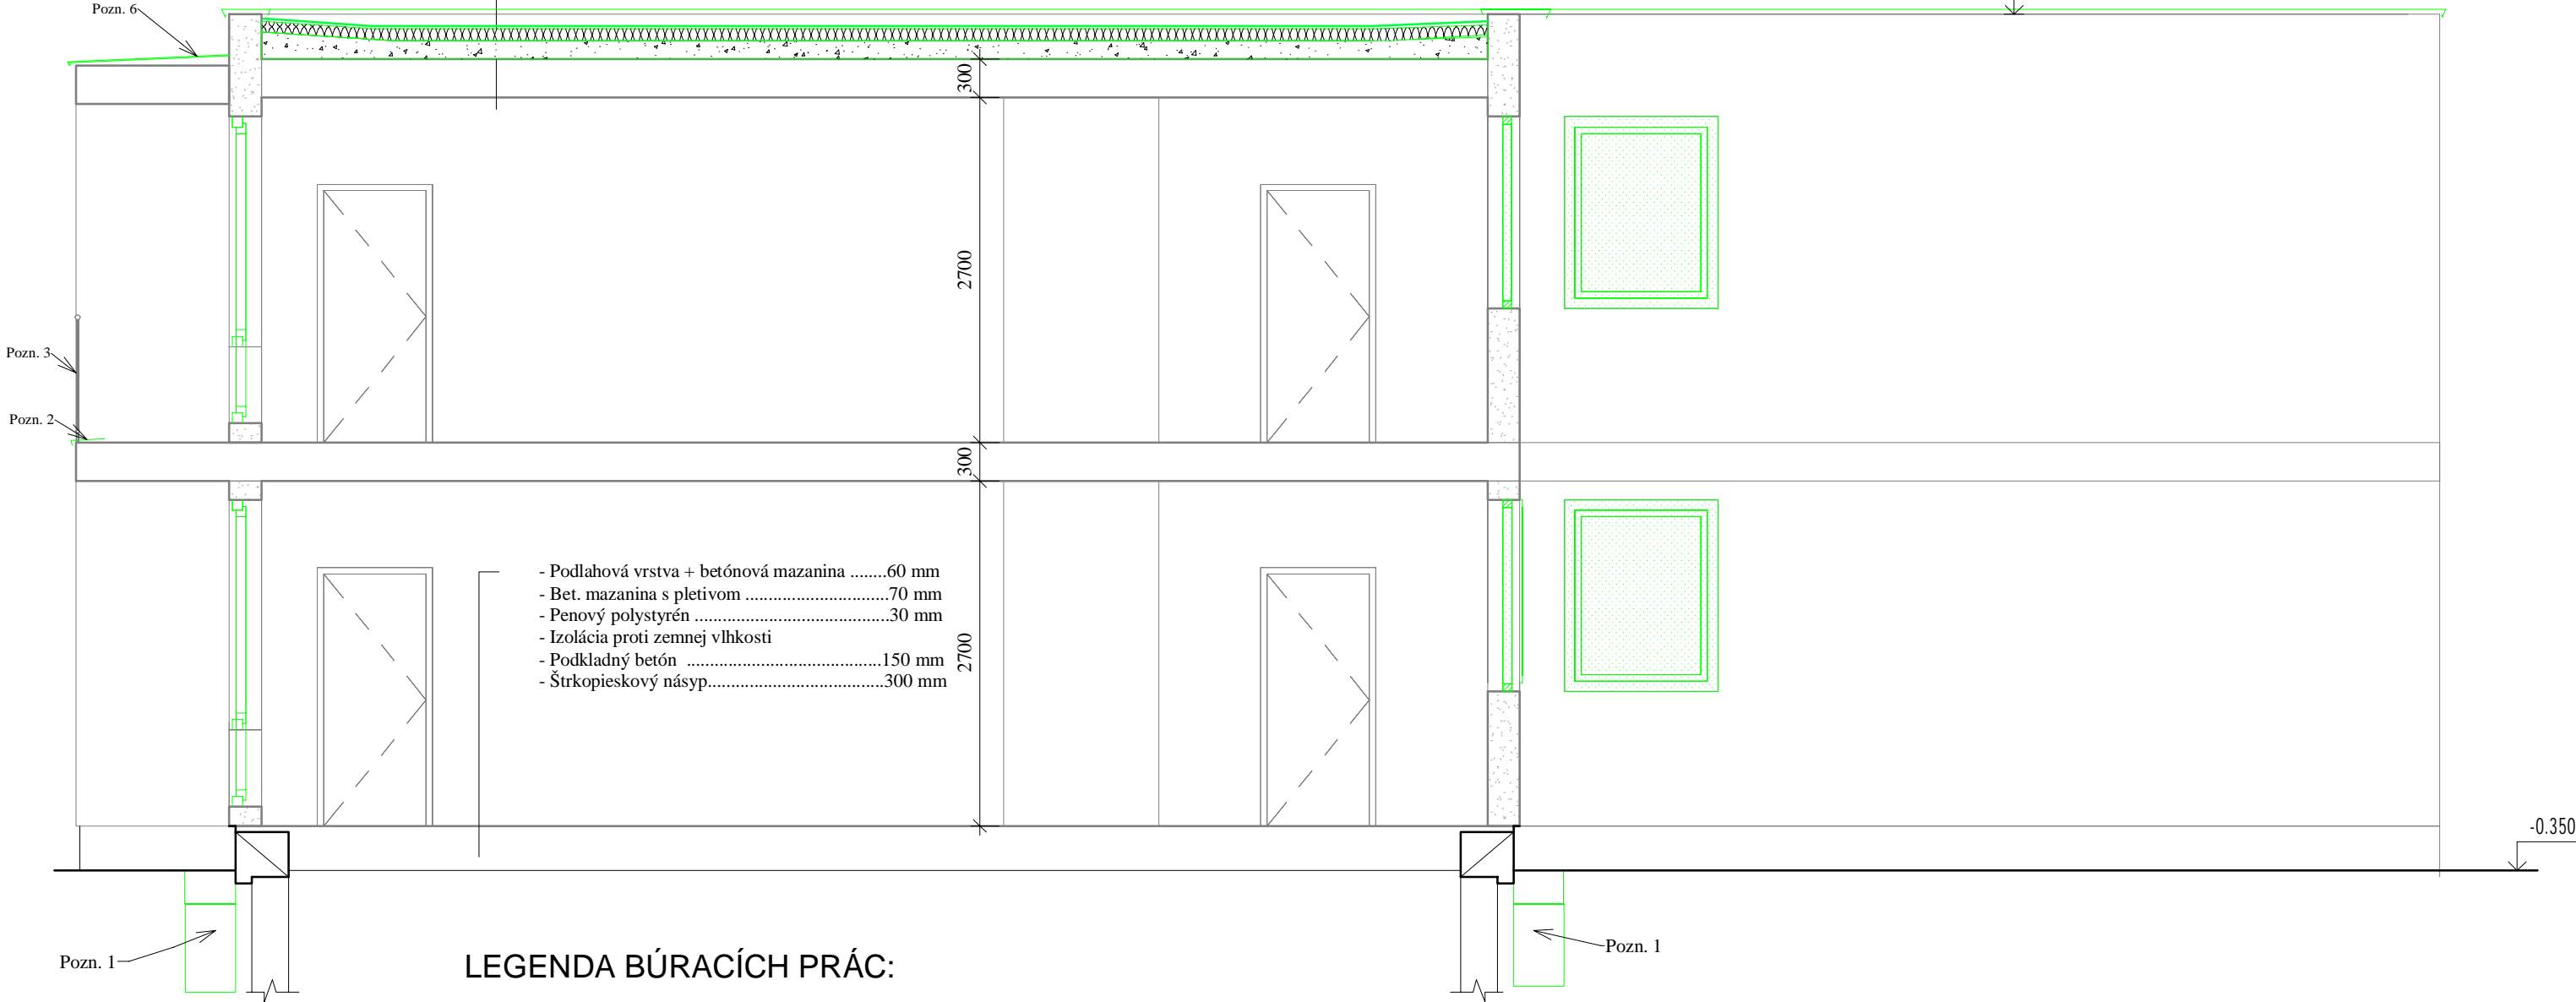 Pozn. 6
300
2700
Pozn. 3
Pozn. 2
300
- Podlahová vrstva + betónová mazanina ........60 mm
- Bet. mazanina s pletivom ...............................70 mm
- Penový polystyrén ..........................................30 mm
- Izolácia proti zemnej vlhkosti
- Podkladný betón ..........................................150 mm
- Štrkopieskový násyp......................................300 mm
2700
-0.350
Pozn. 1
Pozn. 1
LEGENDA BÚRACÍCH PRÁC: